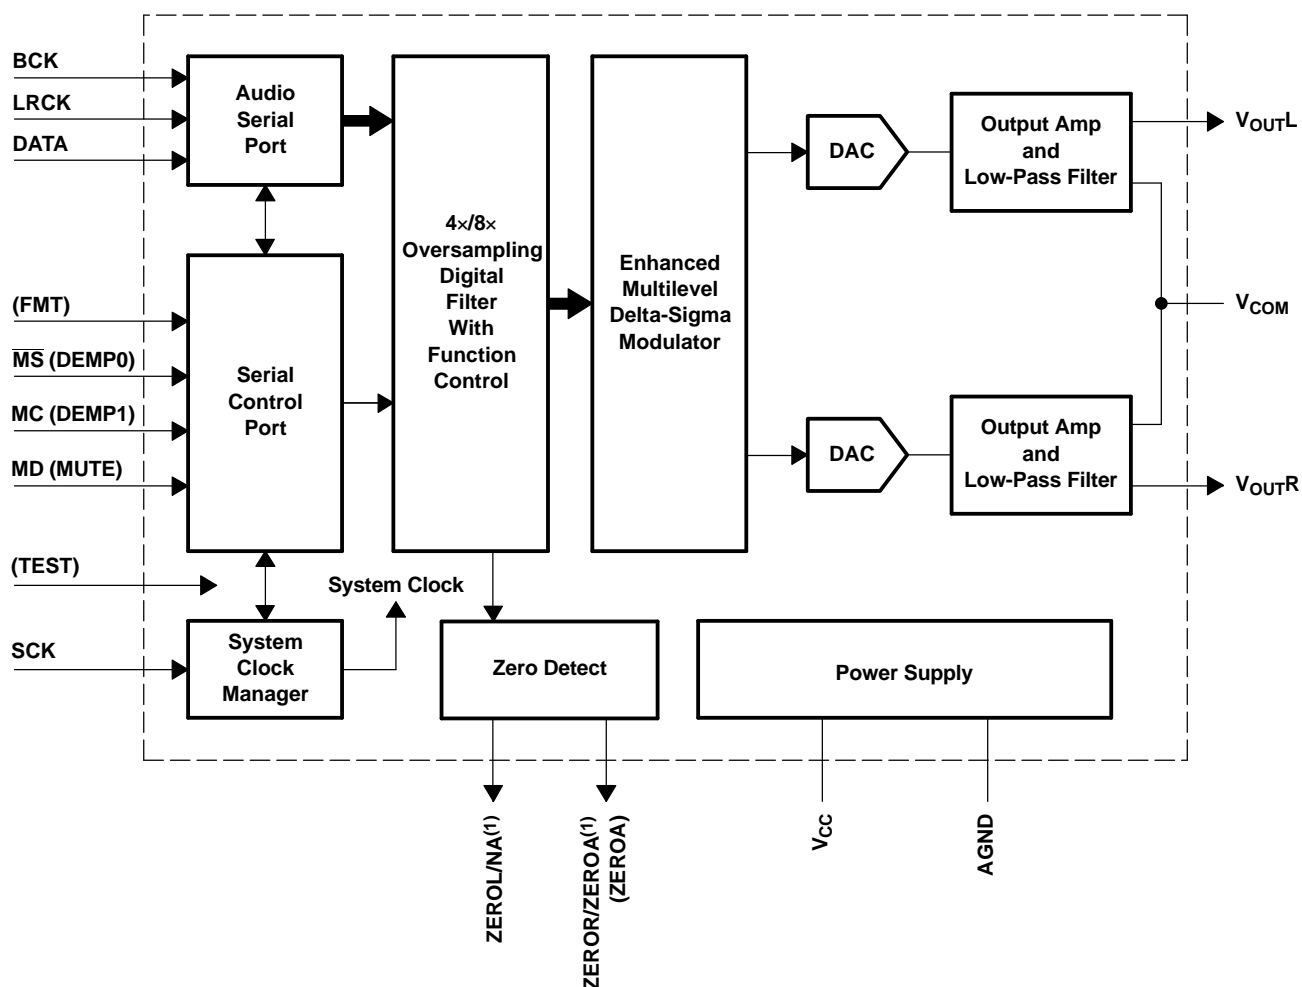 BCK
LRCK
DATA
Audio
Serial
Port
(FMT)
MS (DEMP0)
MC (DEMP1)
MD (MUTE)
Serial
Control
Port
(TEST)
SCK
System
Clock
Manager
System Clock
4×/8×
Oversampling
Digital
Filter
With
Function
Control
Enhanced
Multilevel
Delta-Sigma
Modulator
DAC
Output Amp
and
Low-Pass Filter
VOUTL
VCOM
DAC
Output Amp
and
Low-Pass Filter
VOUTR
Zero Detect
Power Supply
ZEROL/NA(1)
ZEROR/ZEROA(1)
(ZEROA)
VCC
AGND